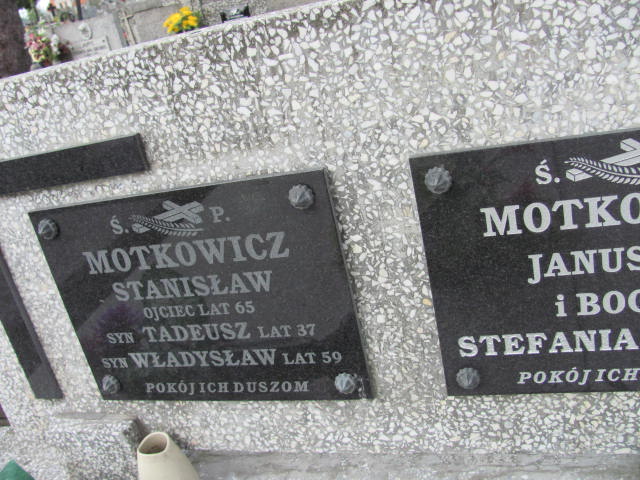 Ś. P.
MOTKOWICZ
STANISŁAW
OJCIEC LAT 65
SYN TADEUSZ LAT 37
SYN WŁADYSŁAW LAT 59
POKÓJ ICH DUSZOM
Ś.
MOTKO
JANUS
i BOG
STEFANIA
POKÓJ ICH